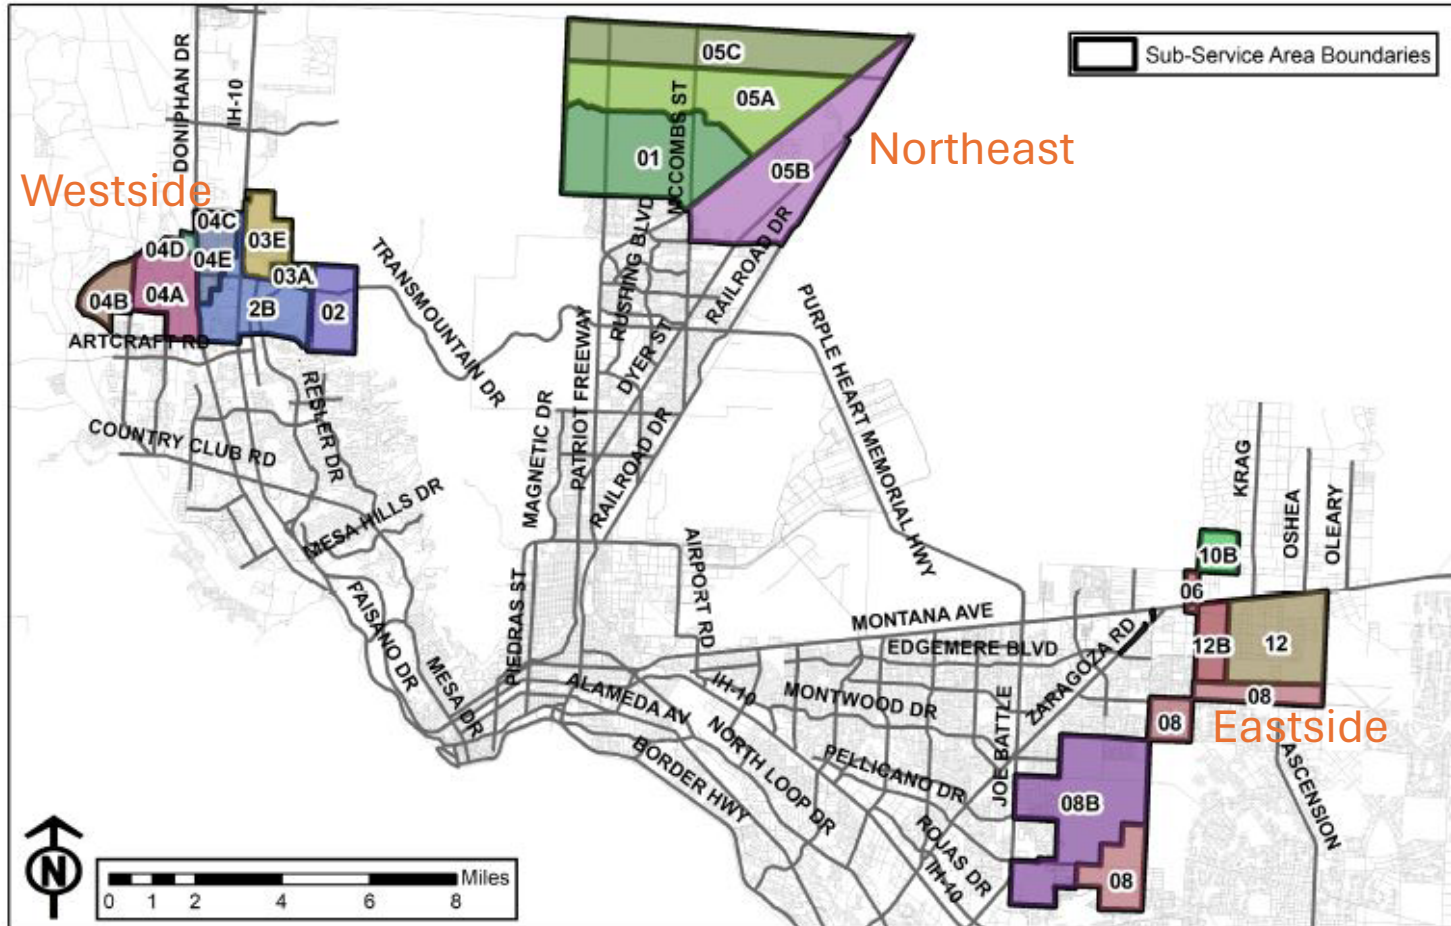 Sub-Service Area Boundaries
DONIPHAN DR
IH-10
05C
05A
MCCOMBS ST
01
05B
Northeast
Westside
04C
03E
04D
04E
03A
04B
04A
2B
02
ARTCRAFT RD
TRANSMOUNTAIN DR
RUSHING BLVD
RAILROAD DR
DYER ST
PATRIOT FREEWAY
PURPLE HEART MEMORIAL HWY
RESLER DR
COUNTRY CLUB RD
MAGNETIC DR
RAILROAD DR
MESA HILLS DR
KRAG
OSHEA
OLEARY
10B
06
AIRPORT RD
PIEDRAS ST
FAISANO DR
MESA DR
MONTANA AVE
EDGEMERE BLVD
ZARAGOZA RD
12B
12
08
08
Eastside
IH-10
MONTWOOD DR
ALAMEDA AV
NORTH LOOP DR
BORDER HWY
PELLICANO DR
JOE BATTLE
ASCENSION
08B
ROJAS DR
IH-10
08
N
Miles
0 1 2 4 6 8